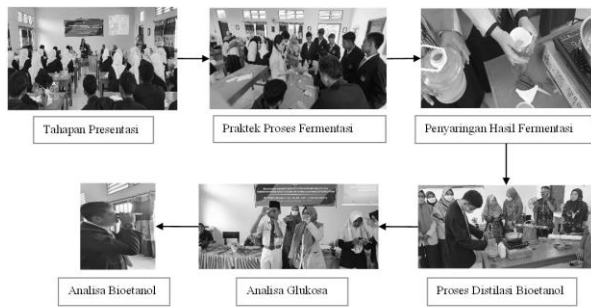 Tahapan Presentasi
Praktek Proses Fermentasi
Penyaringan Hasil Fermentasi
Proses Distilasi Bioetanol
Analisa Glukosa
Analisa Bioetanol